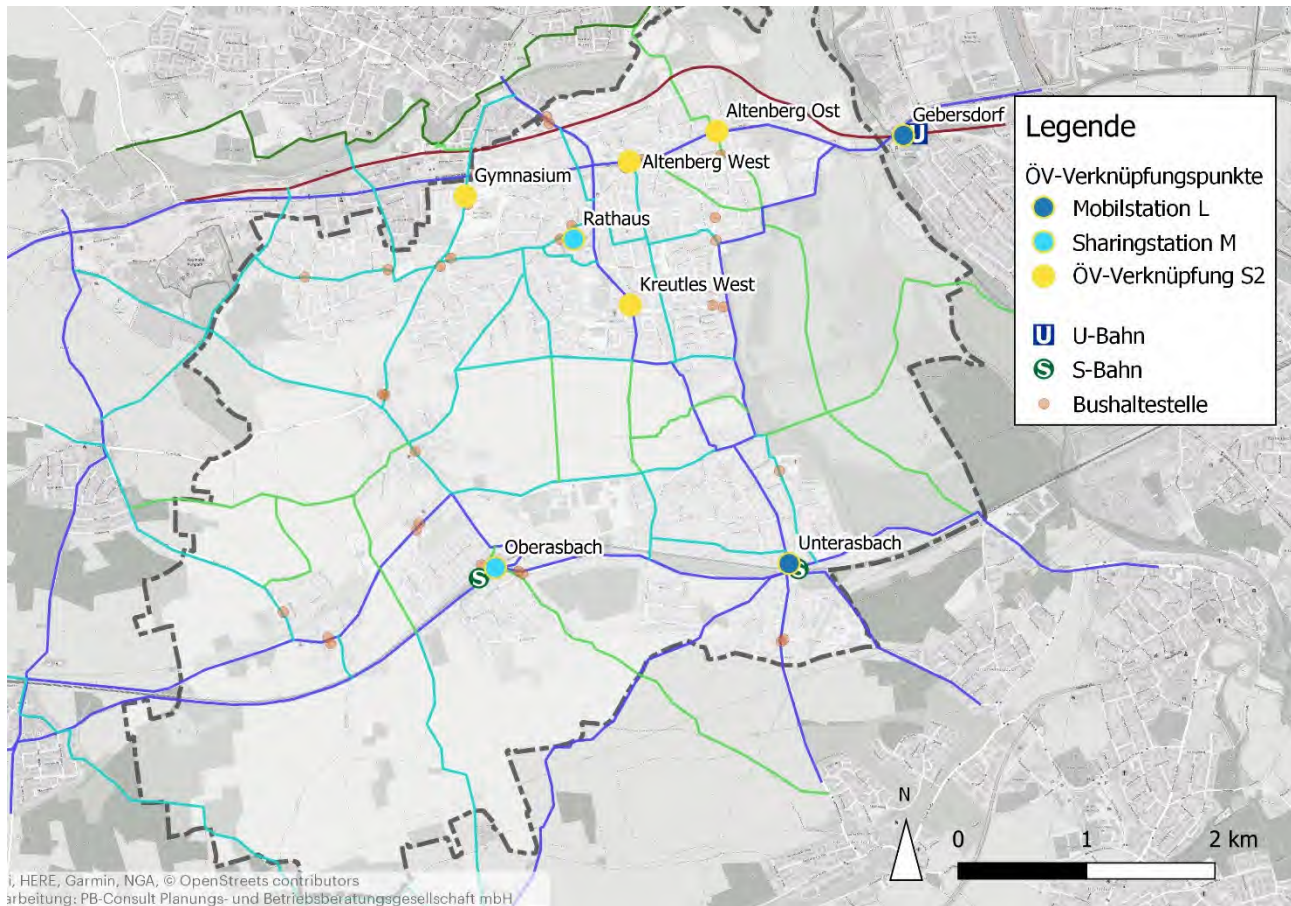 Altenberg Ost
Gebersdorf
U
Altenberg West
Gymnasium
Rathaus
Kreutles West
Oberasbach
S
Unterasbach
S
Legende
ÖV-Verknüpfungspunkte
Mobilstation L
Sharingstation M
ÖV-Verknüpfung S2
U U-Bahn
S S-Bahn
Bushaltestelle
N
0 1 2 km
i, HERE, Garmin, NGA, © OpenStreets contributors
arbeitung: PB-Consult Planungs- und Betriebsberatungsgesellschaft mbH